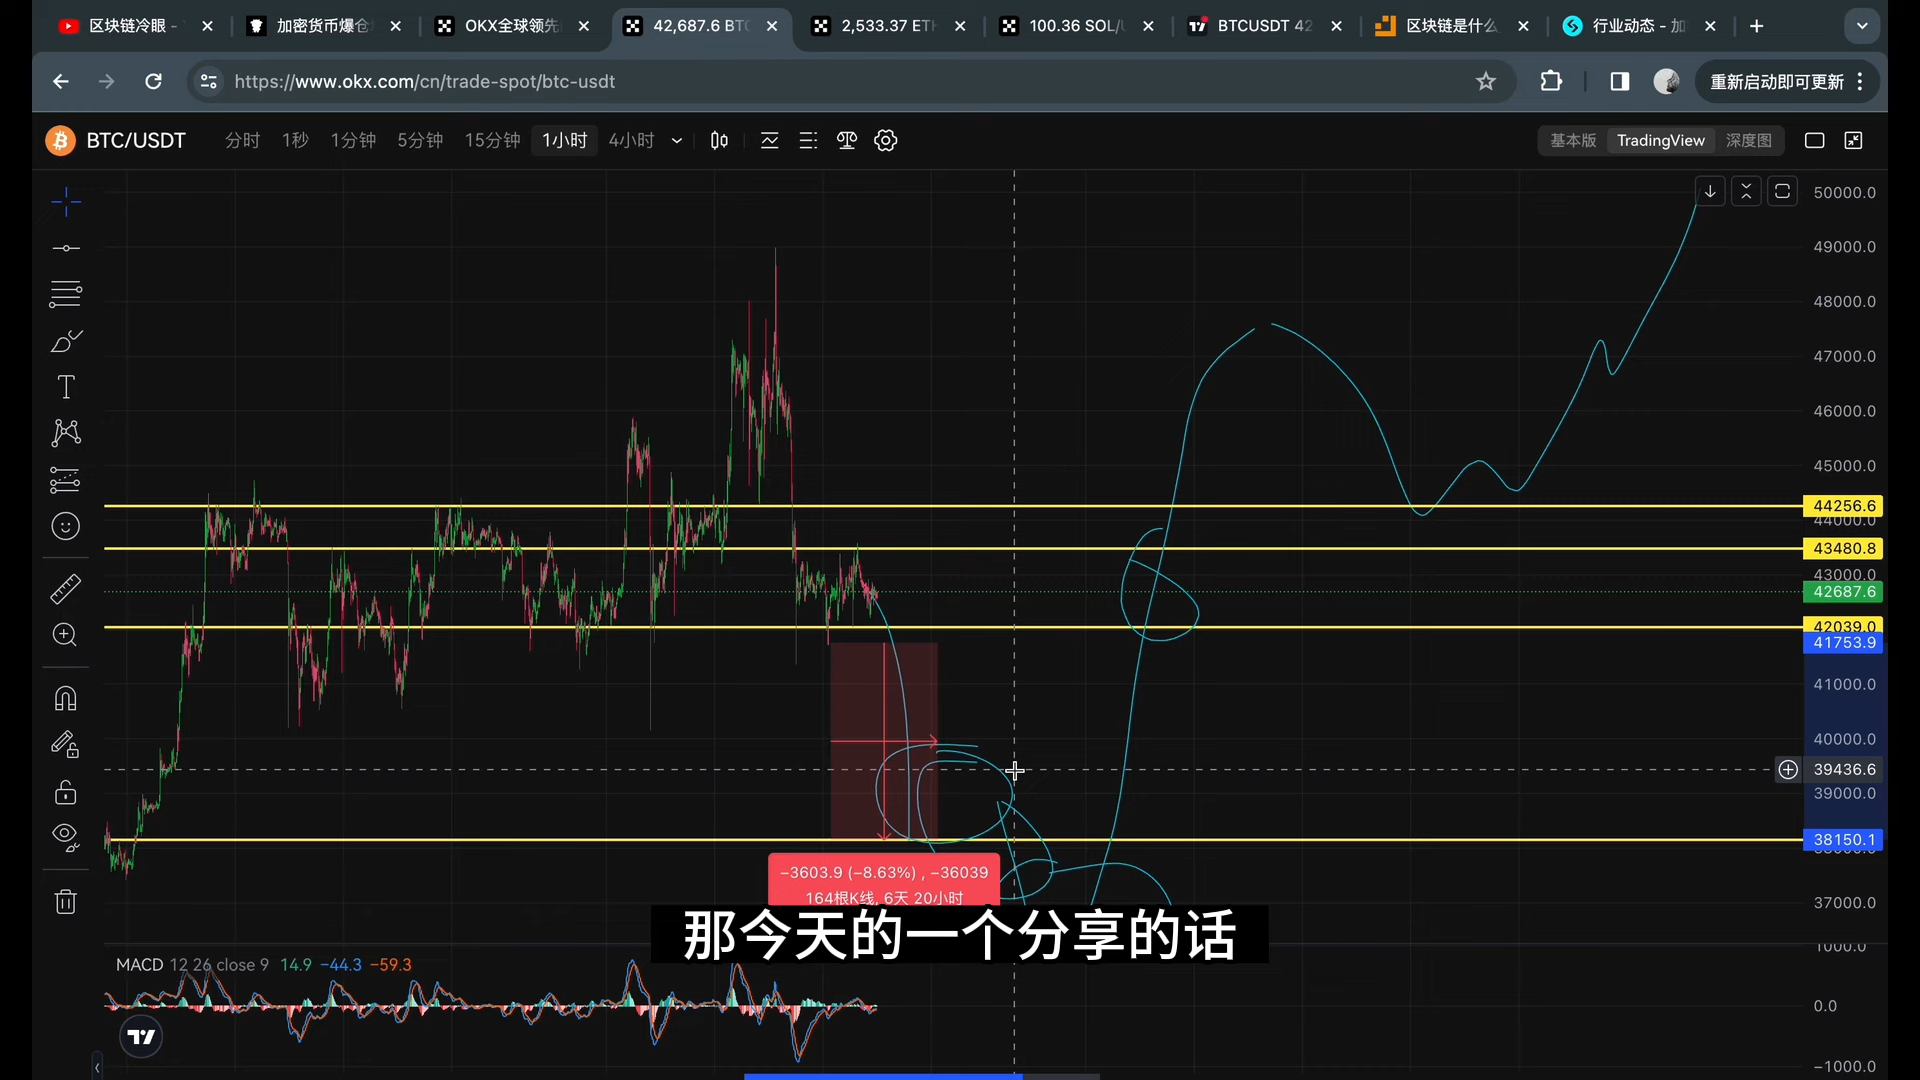 区块链冷眼 -
加密货币爆仓
OKX全球领先
42,687.6 BTC
2,533.37 ETH
100.36 SOL/U
BTCUSDT 42
区块链是什么
行业动态 - 加
https://www.okx.com/cn/trade-spot/btc-usdt
重新启动即可更新
BTC/USDT
分时 1秒 1分钟 5分钟 15分钟 1小时 4小时
基本版 TradingView 深度图
50000.0
49000.0
48000.0
47000.0
46000.0
45000.0
44256.6
44000.0
43480.8
43000.0
42687.6
42039.0
41753.9
41000.0
40000.0
39436.6
39000.0
38150.1
37000.0
−3603.9 (−8.63%) , −36039
164根K线, 6天 20小时
那今天的一个分享的话
MACD 12 26 close 9 14.9 −44.3 −59.3
1000.0
0.0
−1000.0